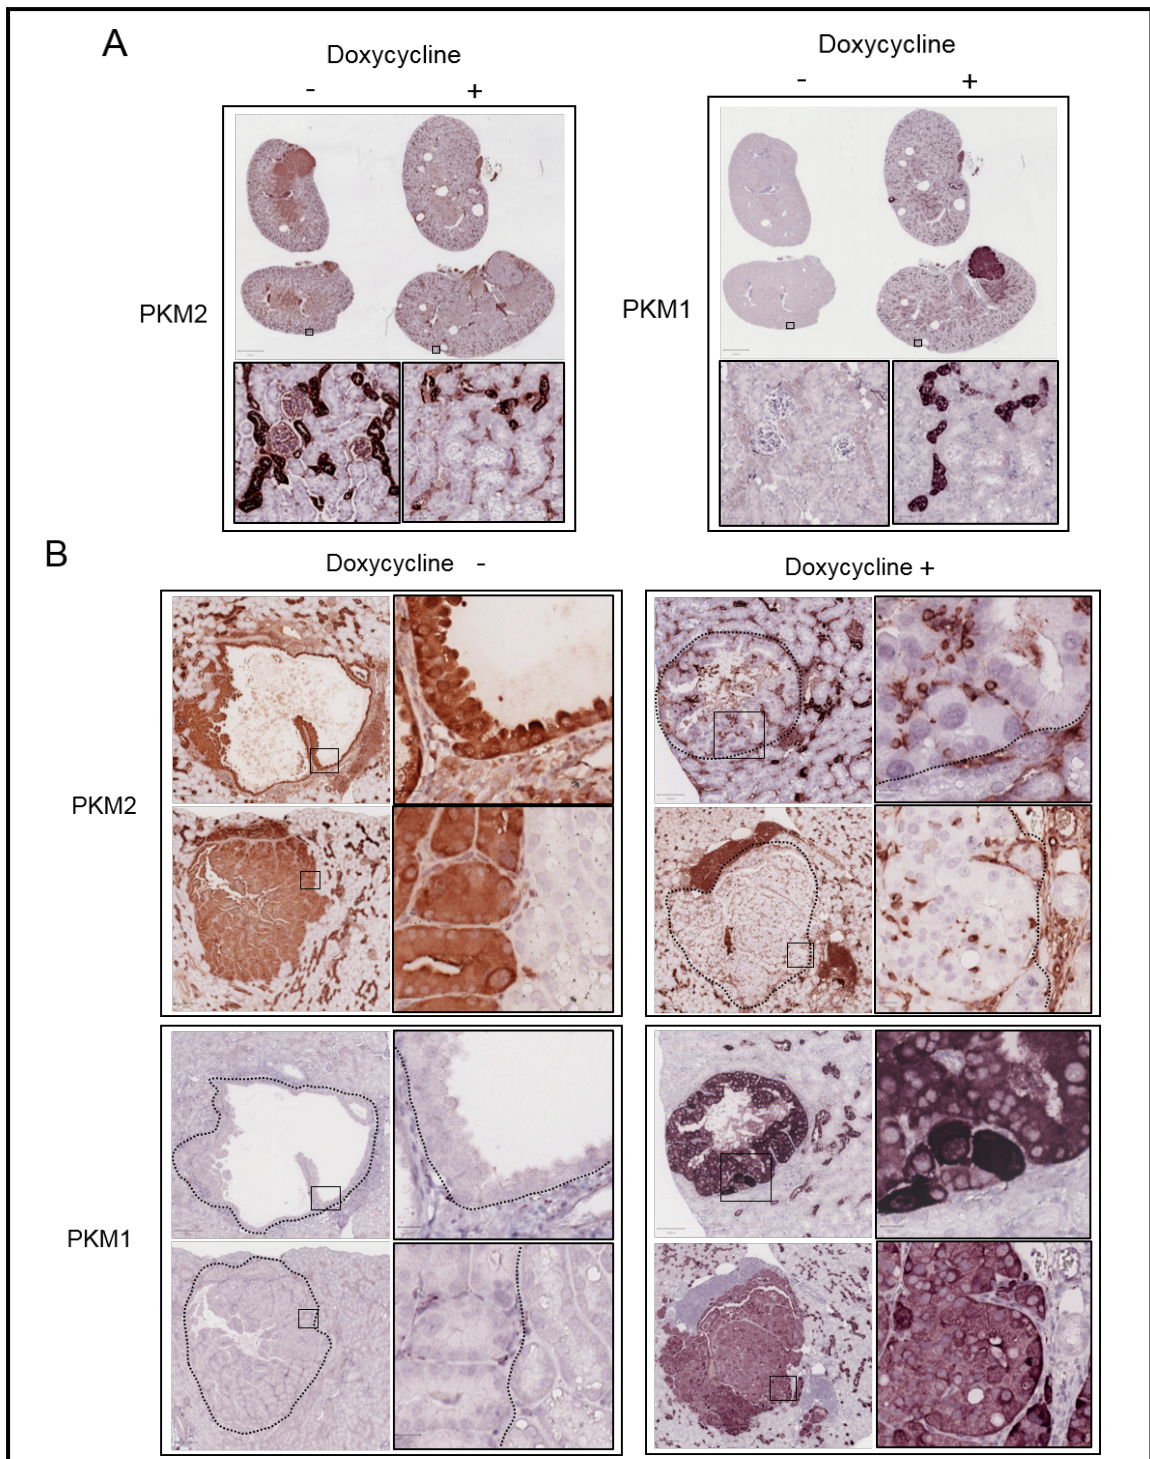 A
Doxycycline
- +
PKM2
Doxycycline
- +
PKM1
B
Doxycycline -
Doxycycline +
PKM2
PKM1